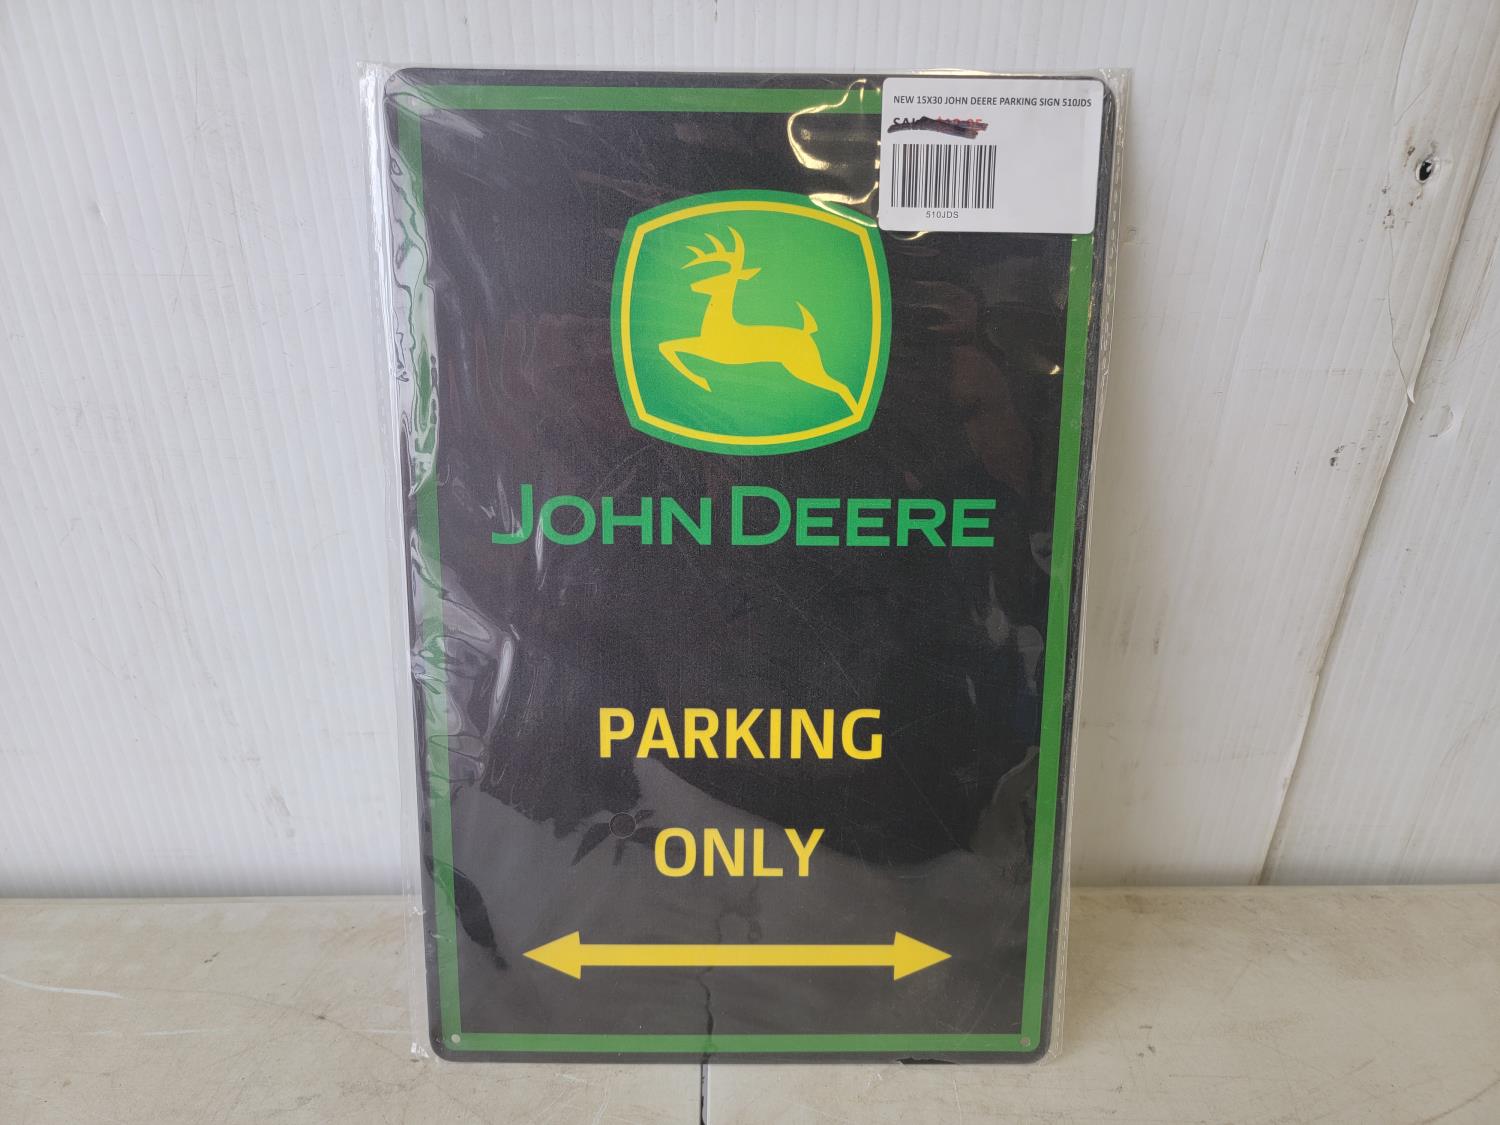 NEW 15X30 JOHN DEERE PARKING SIGN 510JDS
510JDS
JOHN DEERE
PARKING
ONLY